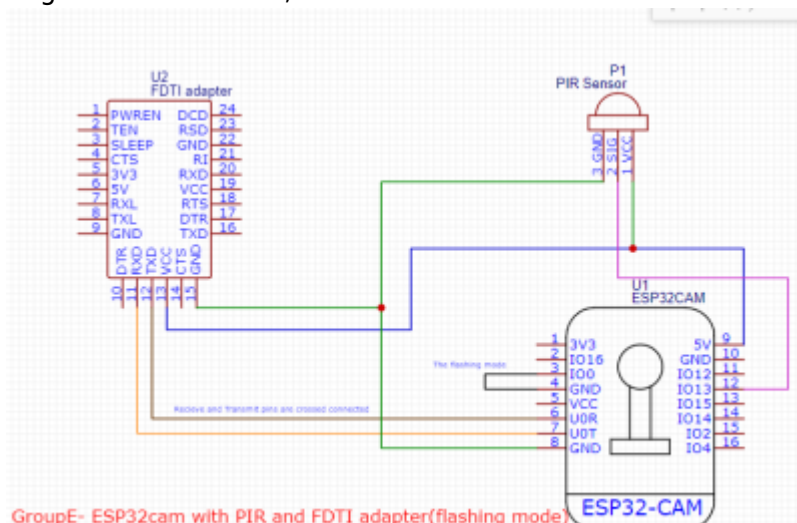 U2
FDTI adapter
1 PWREN DCD 24
2 TEN RSD 23
3 SLEEP GND 22
4 CTS RI 21
5 3V3 RXD 20
6 5V VCC 19
7 RXL RTS 18
8 TXL DTR 17
9 GND TXD 16
10 DTR
11 RXD
12 TXD
13 VCC
14 CTS
15 GND
P1
PIR Sensor
3 GND
2 SIG
1 VCC
U1
ESP32CAM
1 3V3 5V 9
2 IO16 GND 10
3 IO0 IO12 11
4 GND IO13 12
5 VCC IO15 13
6 U0R IO14 14
7 U0T IO2 15
8 GND IO4 16
The flashing mode
Recieve and Transmit pins are crossed connected
ESP32-CAM
GroupE- ESP32cam with PIR and FDTI adapter(flashing mode)